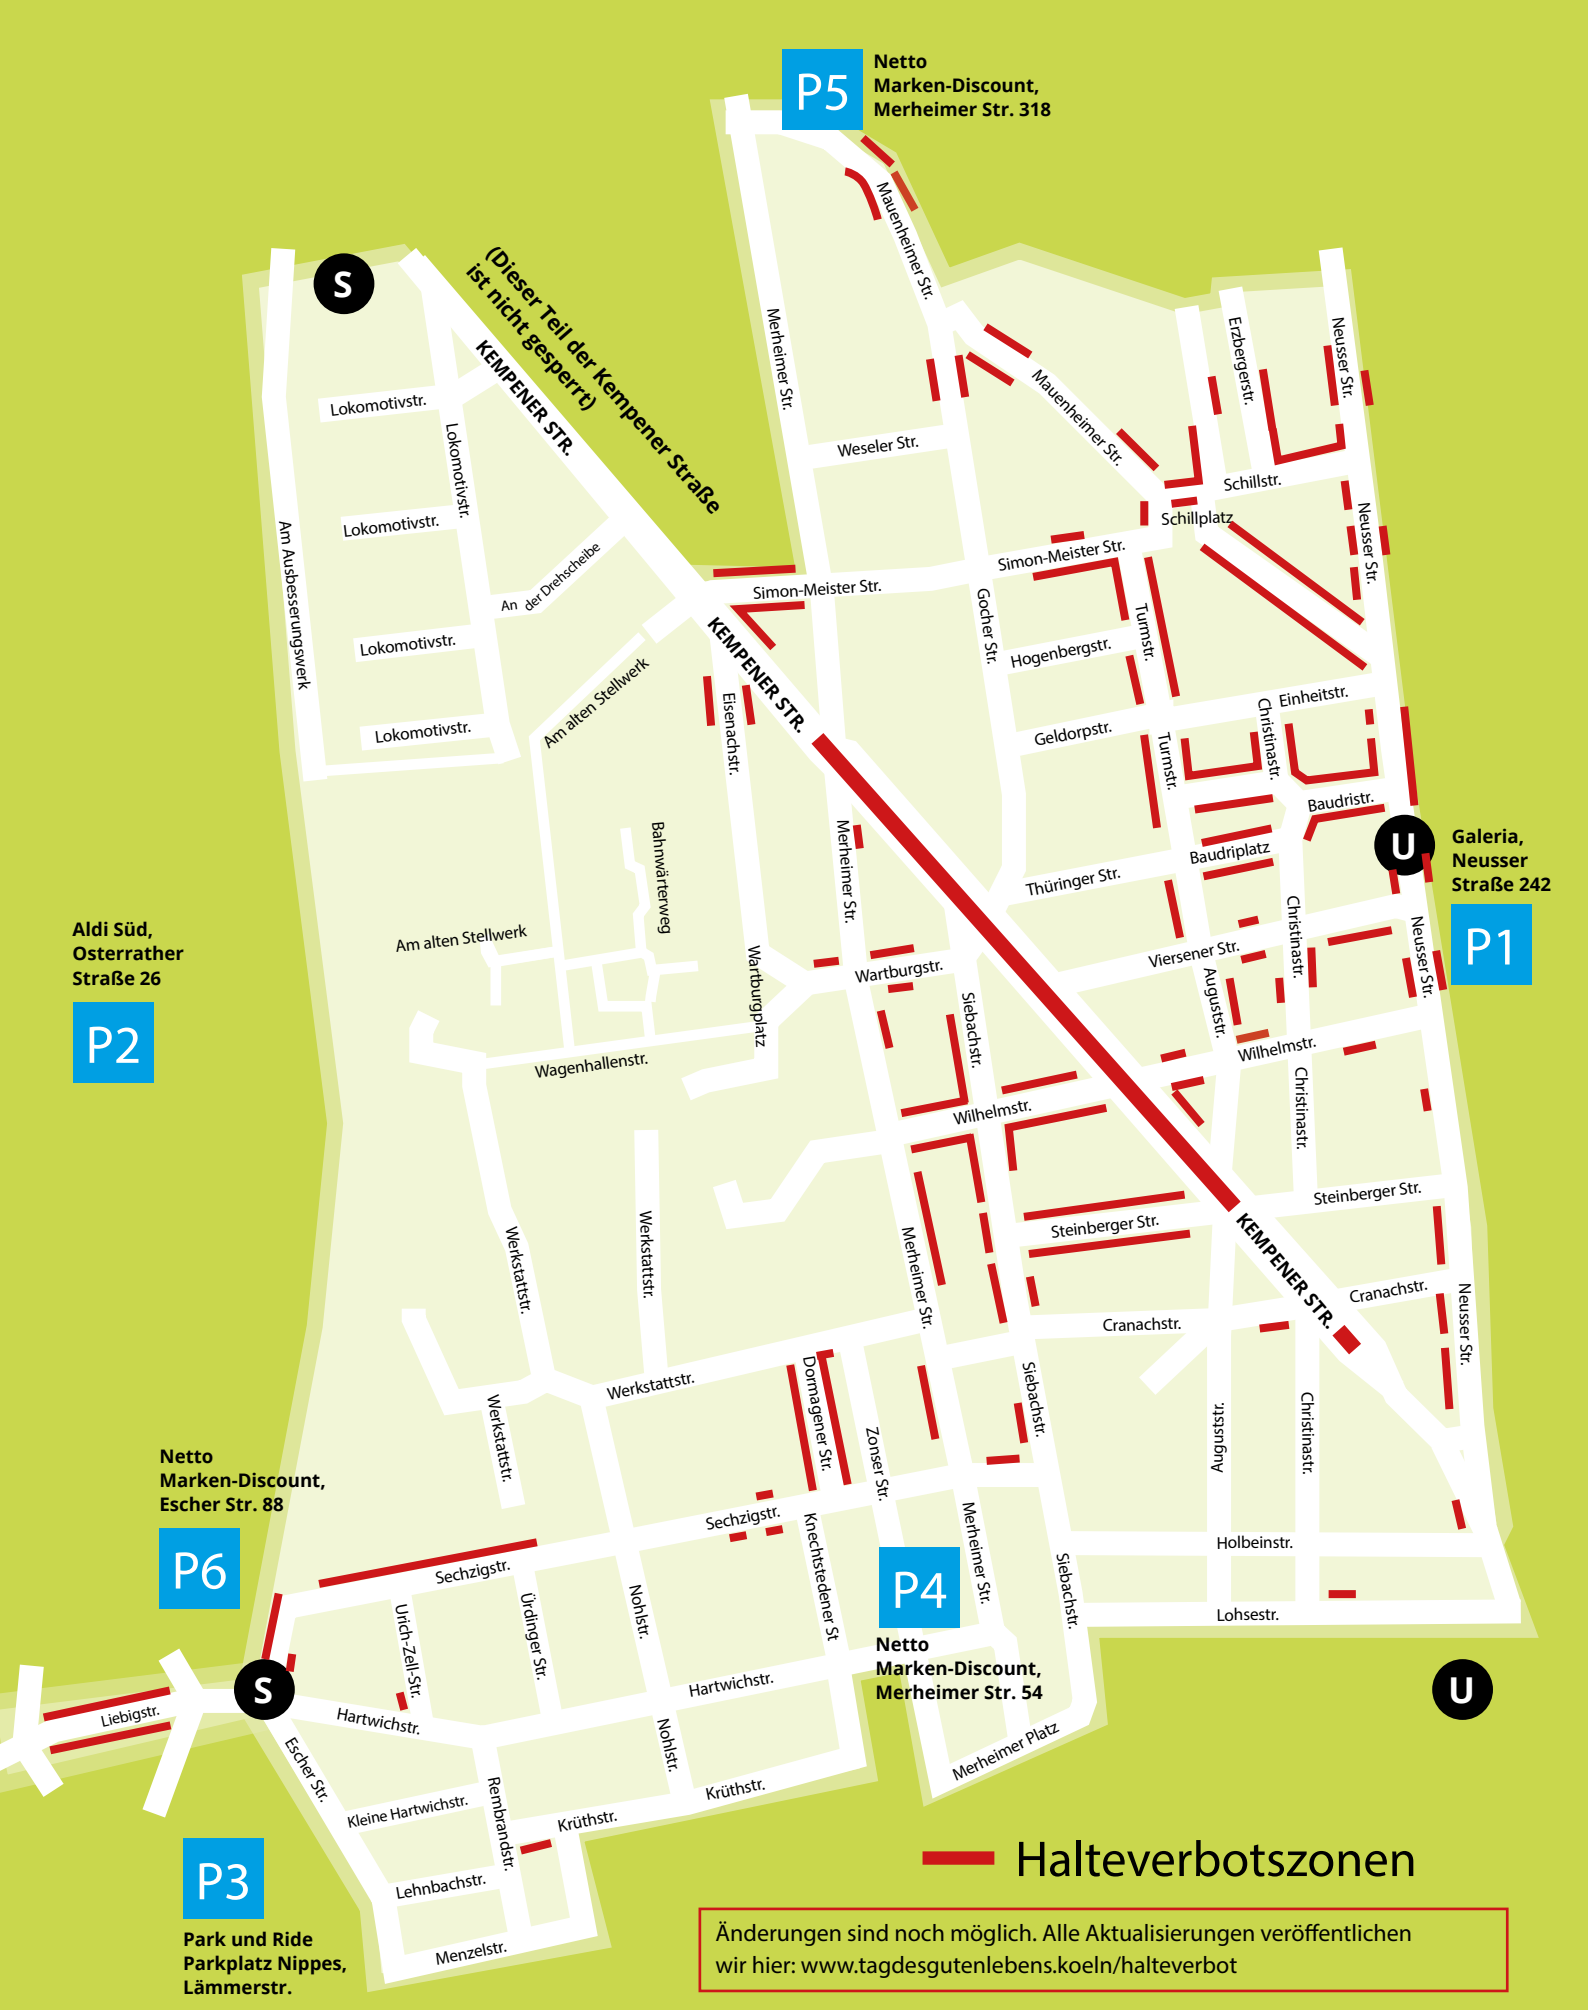 P5
Netto
Marken-Discount,
Merheimer Str. 318
S
(Dieser Teil der Kempener Straße
ist nicht gesperrt)
KEMPENER STR.
Mauenheimer Str.
Merheimer Str.
Erzbergerstr.
Neusser Str.
Lokomotivstr.
Lokomotivstr.
Mauenheimer Str.
Weseler Str.
Schillstr.
Schillplatz
Neusser Str.
Lokomotivstr.
Am Ausbesserungswerk
An der Drehscheibe
Simon-Meister Str.
Simon-Meister Str.
Gocher Str.
Turmstr.
Hogenbergstr.
Lokomotivstr.
Am alten Stellwerk
KEMPENER STR.
Eisenachstr.
Einheitstr.
Christinastr.
Geldorpstr.
Turmstr.
Lokomotivstr.
Baudristr.
U
Galeria,
Neusser
Straße 242
P1
Bahnwärterweg
Merheimer Str.
Baudriplatz
Thüringer Str.
Christinastr.
Neusser Str.
Aldi Süd,
Osterrather
Straße 26
P2
Am alten Stellwerk
Wartburgplatz
Wartburgstr.
Viersener Str.
Auguststr.
Siebachstr.
Wagenhallenstr.
Wilhelmstr.
Christinastr.
Wilhelmstr.
Steinberger Str.
Steinberger Str.
KEMPENER STR.
Werkstattstr.
Werkstattstr.
Merheimer Str.
Cranachstr.
Cranachstr.
Neusser Str.
Werkstattstr.
Dormagener Str.
Siebachstr.
Werkstattstr.
Zonser Str.
Auguststr.
Christinastr.
Netto
Marken-Discount,
Escher Str. 88
P6
Sechzigstr.
Sechzigstr.
Knechtstedener St
Merheimer Str.
Siebachstr.
Holbeinstr.
Lohsestr.
P4
Netto
Marken-Discount,
Merheimer Str. 54
Urich-Zell-Str.
Ürdinger Str.
Nohlstr.
S
U
Liebigstr.
Hartwichstr.
Hartwichstr.
Nohlstr.
Merheimer Platz
Escher Str.
Kleine Hartwichstr.
Rembrandstr.
Krüthstr.
Krüthstr.
P3
Park und Ride
Parkplatz Nippes,
Lämmerstr.
Lehnbachstr.
Menzelstr.
Halteverbotszonen
Änderungen sind noch möglich. Alle Aktualisierungen veröffentlichen
wir hier: www.tagdesgutenlebens.koeln/halteverbot